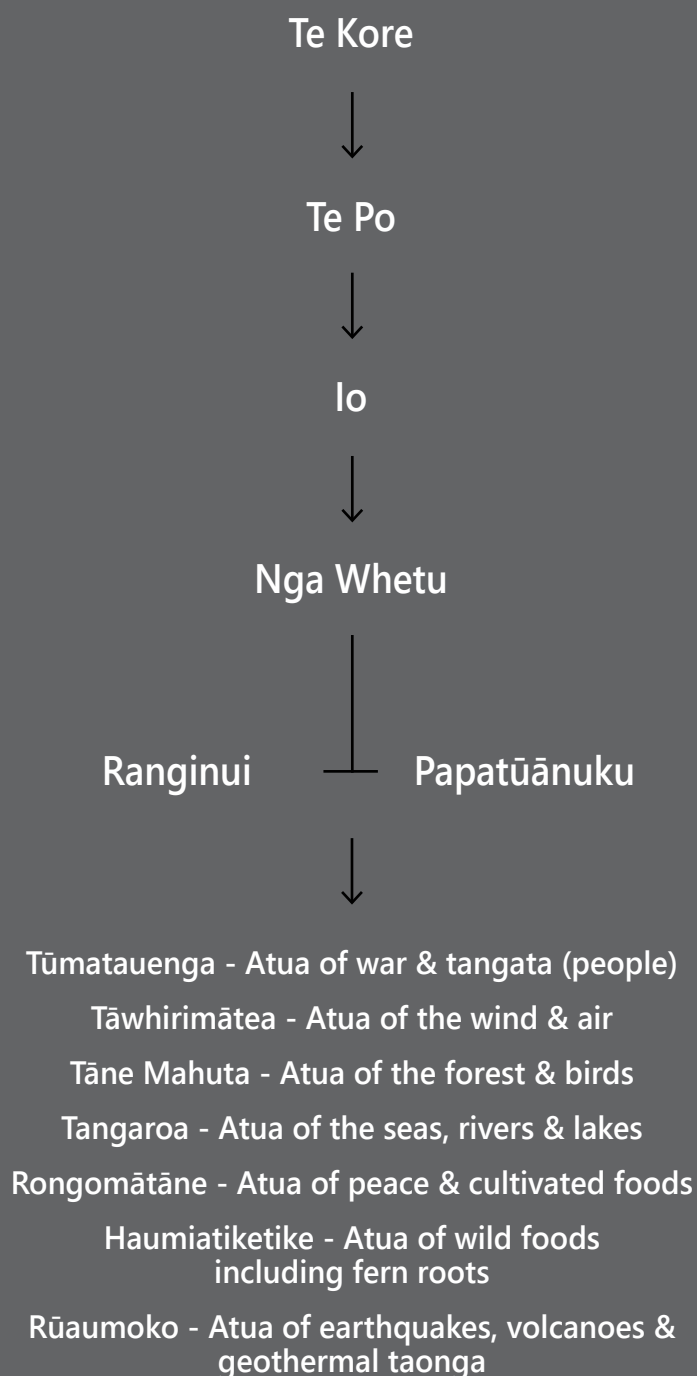 Te Kore
Te Po
Io
Nga Whetu
Ranginui Papatūānuku
Tūmatauenga - Atua of war & tangata (people)
Tāwhirimātea - Atua of the wind & air
Tāne Mahuta - Atua of the forest & birds
Tangaroa - Atua of the seas, rivers & lakes
Rongomātāne - Atua of peace & cultivated foods
Haumiatiketike - Atua of wild foods
including fern roots
Rūaumoko - Atua of earthquakes, volcanoes &
geothermal taonga